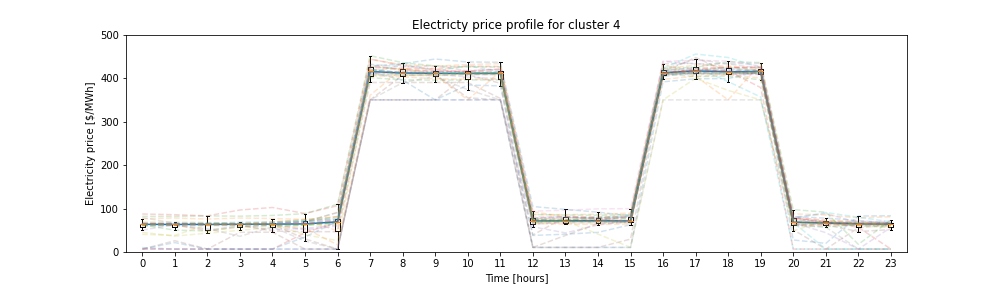 Electricty price profile for cluster 4
Electricity price [$/MWh]
500
400
300
200
100
0
0 1 2 3 4 5 6 7 8 9 10 11 12 13 14 15 16 17 18 19 20 21 22 23
Time [hours]